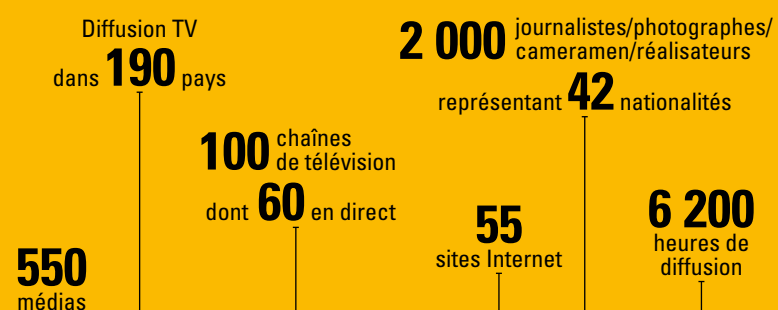 Diffusion TV
dans 190 pays
2 000 journalistes/photographes/
cameramen/réalisateurs
représentant 42 nationalités
100 chaînes
de télévision
dont 60 en direct
55
sites Internet
6 200
heures de
diffusion
550
médias